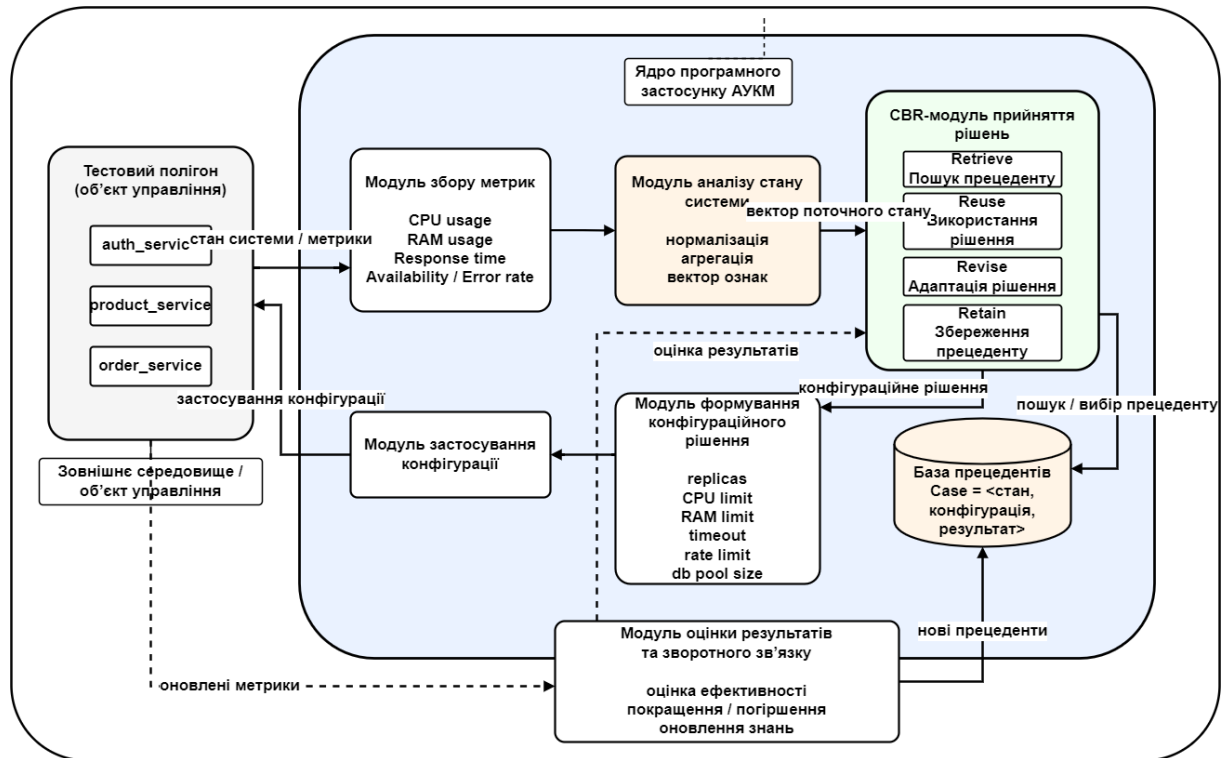 Ядро програмного
застосунку АУКМ
Тестовий полігон
(об'єкт управління)
auth_servic
product_service
order_service
Зовнішнє середовище /
об'єкт управління
стан системи / метрики
Модуль збору метрик
CPU usage
RAM usage
Response time
Availability / Error rate
Модуль аналізу стану
системи
нормалізація
агрегація
вектор ознак
вектор поточного стану
CBR-модуль прийняття
рішень
Retrieve
Пошук прецеденту
Reuse
Використання
рішення
Revise
Адаптація рішення
Retain
Збереження
прецеденту
оцінка результатів
конфігураційне рішення
пошук / вибір прецеденту
застосування конфігурації
Модуль застосування
конфігурації
Модуль формування
конфігураційного
рішення
replicas
CPU limit
RAM limit
timeout
rate limit
db pool size
База прецедентів
Case = <стан,
конфігурація,
результат>
нові прецеденти
оновлені метрики
Модуль оцінки результатів
та зворотного зв'язку
оцінка ефективності
покращення / погіршення
оновлення знань